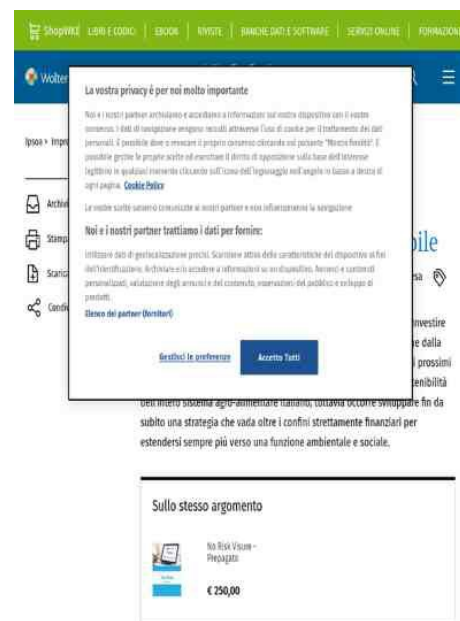 ShopWKI LIBRI E CODICI EBOOK RIVISTE BANCHE DATI E SOFTWARE SERVIZI ONLINE FORMAZIONE
Wolter
Ipsoa > Impre
La vostra privacy è per noi molto importante
Noi e i nostri partner archiviamo e accediamo a informazioni sul vostro dispositivo con il vostro
consenso. I dati di navigazione vengono raccolti attraverso l'uso di cookie per il trattamento dei dati
personali. È possibile dare o revocare il proprio consenso cliccando sul pulsante "Mostra finalità". È
possibile gestire le proprie scelte ed esercitare il diritto di opposizione sulla base dell'interesse
legittimo in qualsiasi momento cliccando sull'icona dell'ingranaggio nell'angolo in basso a destra di
ogni pagina. Cookie Policy
Le vostre scelte saranno comunicate ai nostri partner e non influenzeranno la navigazione
Noi e i nostri partner trattiamo i dati per fornire:
Utilizzare dati di geolocalizzazione precisi. Scansione attiva delle caratteristiche del dispositivo ai fini
dell'identificazione. Archiviare e/o accedere a informazioni su un dispositivo. Annunci e contenuti
personalizzati, valutazione degli annunci e del contenuto, osservazioni del pubblico e sviluppo di
prodotti.
Elenco dei partner (fornitori)
Gestisci le preferenze Accetto Tutti
Archivi
Stamp
Scaric
Condiv
bile
sa
nvestire
e dalla
i prossimi
tenibilità
dell'intero sistema agro-alimentare italiano, tuttavia occorre sviluppare fin da
subito una strategia che vada oltre i confini strettamente finanziari per
estendersi sempre più verso una funzione ambientale e sociale.
Sullo stesso argomento
No Risk Visure -
Prepagato
€ 250,00